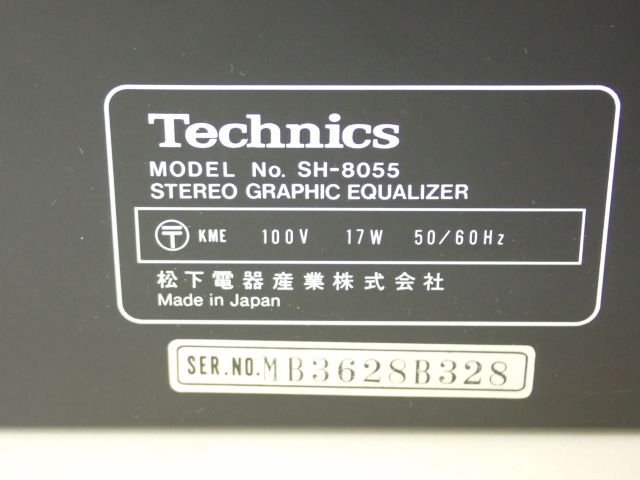 Technics
MODEL No. SH-8055
STEREO GRAPHIC EQUALIZER
〒 KME 100V 17W 50/60Hz
松下電器産業株式会社
Made in Japan
SER.NO. MB3628B328